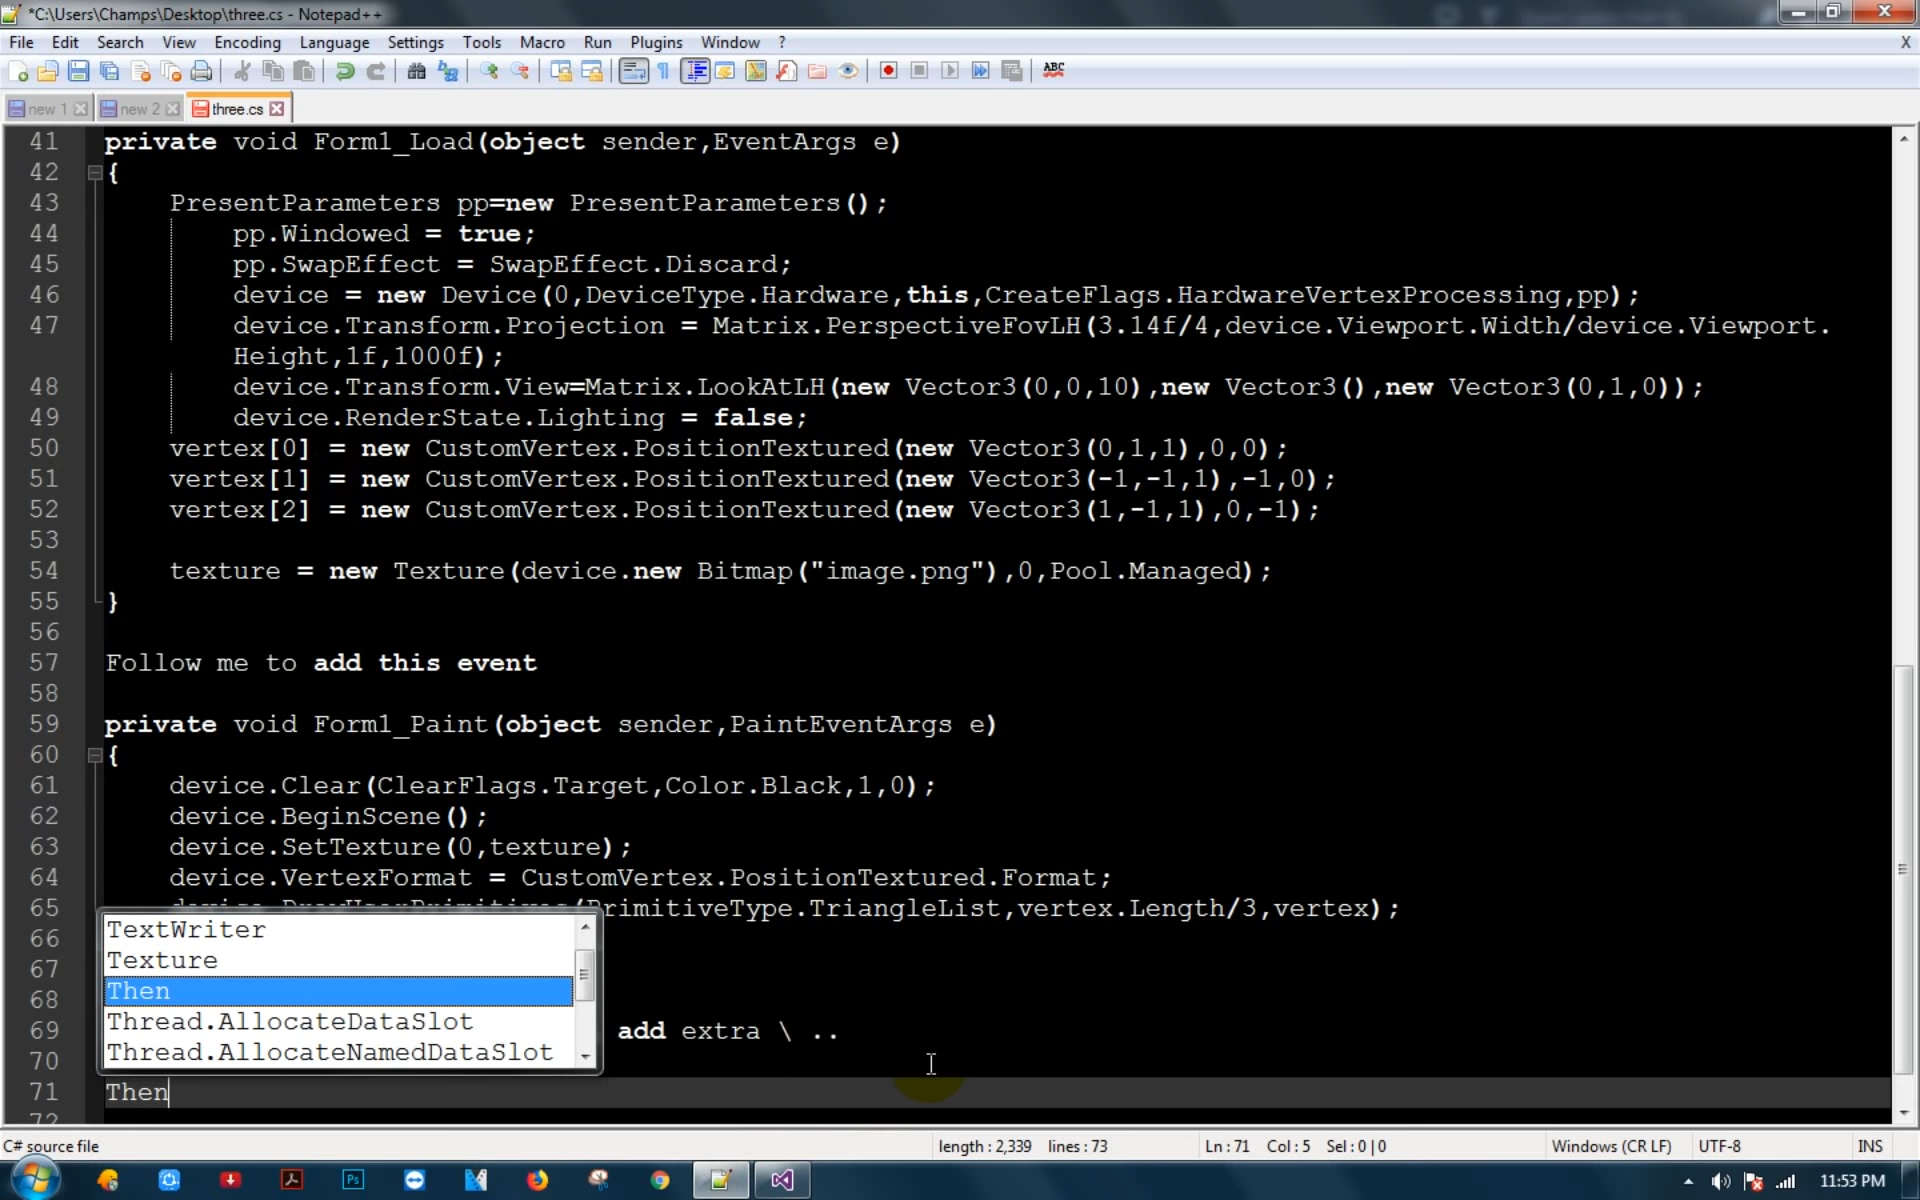 *C:\Users\Champs\Desktop\three.cs - Notepad++
File Edit Search View Encoding Language Settings Tools Macro Run Plugins Window ? X
ABC
new 1 new 2 three.cs
41 private void Form1_Load(object sender,EventArgs e)
42 {
43 PresentParameters pp=new PresentParameters();
44 pp.Windowed = true;
45 pp.SwapEffect = SwapEffect.Discard;
46 device = new Device(0,DeviceType.Hardware,this,CreateFlags.HardwareVertexProcessing,pp);
47 device.Transform.Projection = Matrix.PerspectiveFovLH(3.14f/4,device.Viewport.Width/device.Viewport.
Height,1f,1000f);
48 device.Transform.View=Matrix.LookAtLH(new Vector3(0,0,10),new Vector3(),new Vector3(0,1,0));
49 device.RenderState.Lighting = false;
50 vertex[0] = new CustomVertex.PositionTextured(new Vector3(0,1,1),0,0);
51 vertex[1] = new CustomVertex.PositionTextured(new Vector3(-1,-1,1),-1,0);
52 vertex[2] = new CustomVertex.PositionTextured(new Vector3(1,-1,1),0,-1);
53
54 texture = new Texture(device.new Bitmap("image.png"),0,Pool.Managed);
55 }
56
57 Follow me to add this event
58
59 private void Form1_Paint(object sender,PaintEventArgs e)
60 {
61 device.Clear(ClearFlags.Target,Color.Black,1,0);
62 device.BeginScene();
63 device.SetTexture(0,texture);
64 device.VertexFormat = CustomVertex.PositionTextured.Format;
65 device.DrawUserPrimitives(PrimitiveType.TriangleList,vertex.Length/3,vertex);
66 TextWriter
67 Texture
68 Then
69 Thread.AllocateDataSlot add extra \ ..
70 Thread.AllocateNamedDataSlot
71 Then
72
C# source file length : 2,339 lines : 73 Ln : 71 Col : 5 Sel : 0 | 0 Windows (CR LF) UTF-8 INS
Ps 11:53 PM